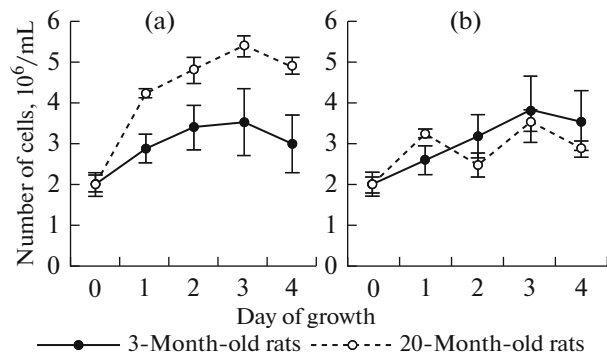 (a)
(b)
Number of cells, 10⁶/mL
6
5
4
3
2
1
0
6
5
4
3
2
1
0
0 1 2 3 4
0 1 2 3 4
Day of growth
3-Month-old rats
20-Month-old rats